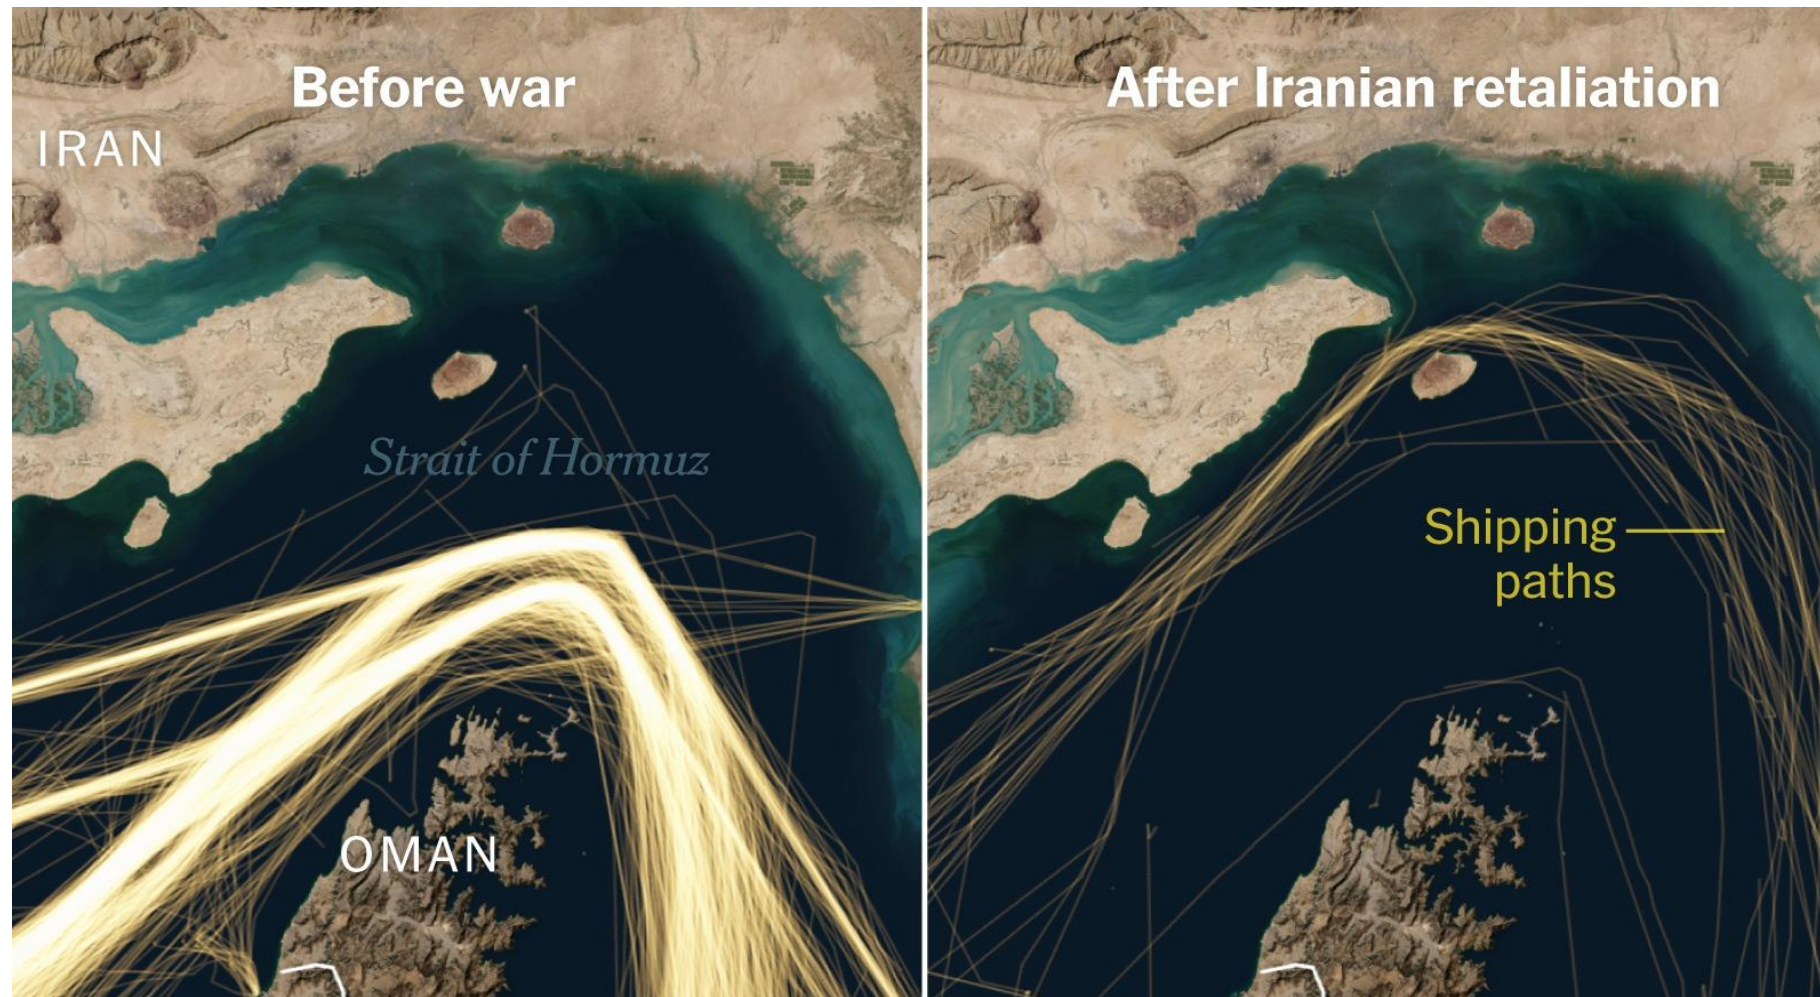 Before war
IRAN
Strait of Hormuz
OMAN
After Iranian retaliation
Shipping
paths